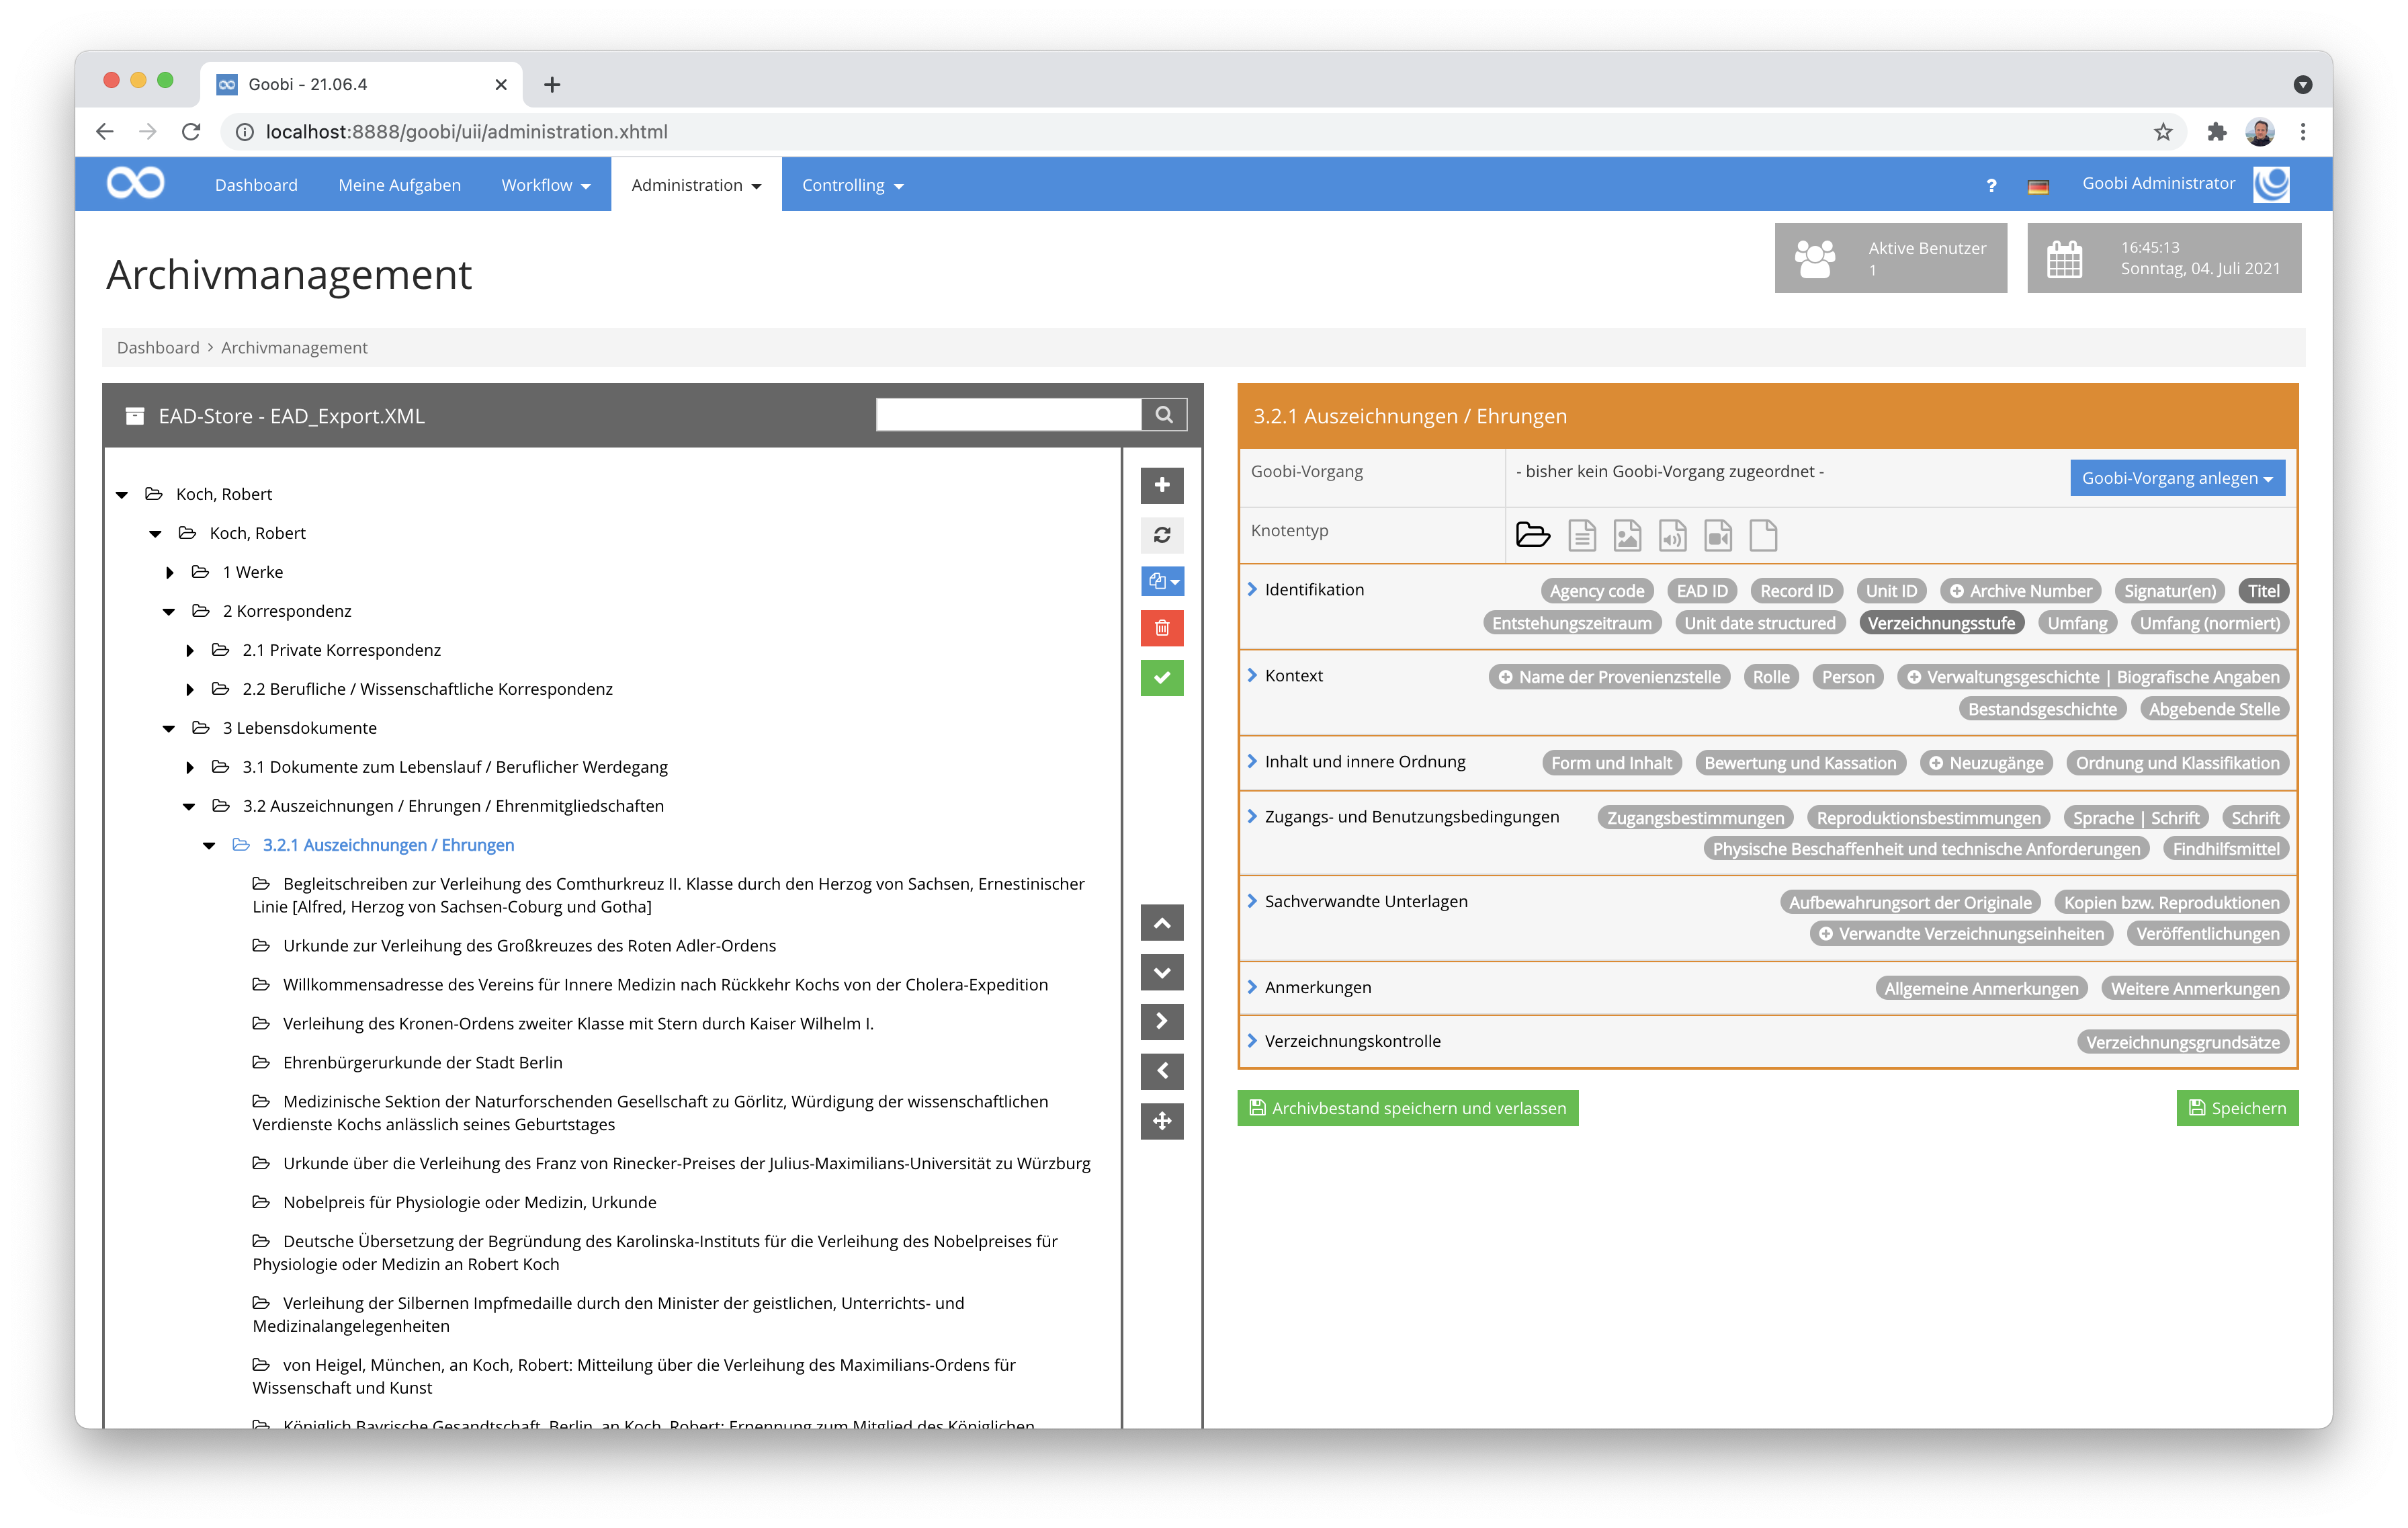 Goobi - 21.06.4
localhost:8888/goobi/uii/administration.xhtml
Dashboard Meine Aufgaben Workflow Administration Controlling ? Goobi Administrator
Archivmanagement
Aktive Benutzer
1
16:45:13
Sonntag, 04. Juli 2021
Dashboard > Archivmanagement
EAD-Store - EAD_Export.XML
Koch, Robert
Koch, Robert
1 Werke
2 Korrespondenz
2.1 Private Korrespondenz
2.2 Berufliche / Wissenschaftliche Korrespondenz
3 Lebensdokumente
3.1 Dokumente zum Lebenslauf / Beruflicher Werdegang
3.2 Auszeichnungen / Ehrungen / Ehrenmitgliedschaften
3.2.1 Auszeichnungen / Ehrungen
Begleitschreiben zur Verleihung des Comthurkreuz II. Klasse durch den Herzog von Sachsen, Ernestinischer
Linie [Alfred, Herzog von Sachsen-Coburg und Gotha]
Urkunde zur Verleihung des Großkreuzes des Roten Adler-Ordens
Willkommensadresse des Vereins für Innere Medizin nach Rückkehr Kochs von der Cholera-Expedition
Verleihung des Kronen-Ordens zweiter Klasse mit Stern durch Kaiser Wilhelm I.
Ehrenbürgerurkunde der Stadt Berlin
Medizinische Sektion der Naturforschenden Gesellschaft zu Görlitz, Würdigung der wissenschaftlichen
Verdienste Kochs anlässlich seines Geburtstages
Urkunde über die Verleihung des Franz von Rinecker-Preises der Julius-Maximilians-Universität zu Würzburg
Nobelpreis für Physiologie oder Medizin, Urkunde
Deutsche Übersetzung der Begründung des Karolinska-Instituts für die Verleihung des Nobelpreises für
Physiologie oder Medizin an Robert Koch
Verleihung der Silbernen Impfmedaille durch den Minister der geistlichen, Unterrichts- und
Medizinalangelegenheiten
von Heigel, München, an Koch, Robert: Mitteilung über die Verleihung des Maximilians-Ordens für
Wissenschaft und Kunst
Königlich Bayrische Gesandtschaft, Berlin, an Koch, Robert: Ernennung zum Mitglied des Königlichen
3.2.1 Auszeichnungen / Ehrungen
Goobi-Vorgang - bisher kein Goobi-Vorgang zugeordnet - Goobi-Vorgang anlegen
Knotentyp
Identifikation Agency code EAD ID Record ID Unit ID Archive Number Signatur(en) Titel
Entstehungszeitraum Unit date structured Verzeichnungsstufe Umfang Umfang (normiert)
Kontext Name der Provenienzstelle Rolle Person Verwaltungsgeschichte | Biografische Angaben
Bestandsgeschichte Abgebende Stelle
Inhalt und innere Ordnung Form und Inhalt Bewertung und Kassation Neuzugänge Ordnung und Klassifikation
Zugangs- und Benutzungsbedingungen Zugangsbestimmungen Reproduktionsbestimmungen Sprache | Schrift Schrift
Physische Beschaffenheit und technische Anforderungen Findhilfsmittel
Sachverwandte Unterlagen Aufbewahrungsort der Originale Kopien bzw. Reproduktionen
Verwandte Verzeichnungseinheiten Veröffentlichungen
Anmerkungen Allgemeine Anmerkungen Weitere Anmerkungen
Verzeichnungskontrolle Verzeichnungsgrundsätze
Archivbestand speichern und verlassen Speichern